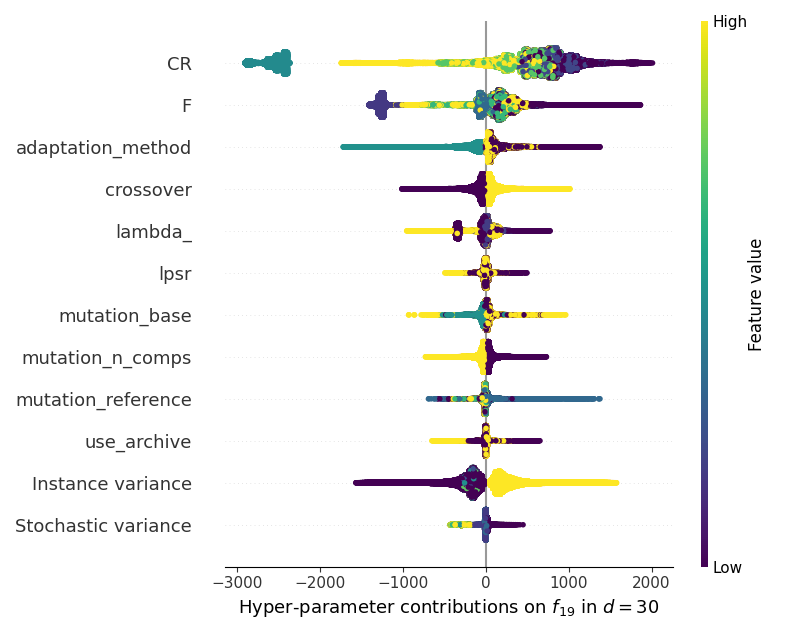 High
CR
F
adaptation_method
crossover
lambda_
lpsr
mutation_base
mutation_n_comps
mutation_reference
use_archive
Instance variance
Stochastic variance
Feature value
Low
−3000 −2000 −1000 0 1000 2000
Hyper-parameter contributions on f₁₉ in d = 30